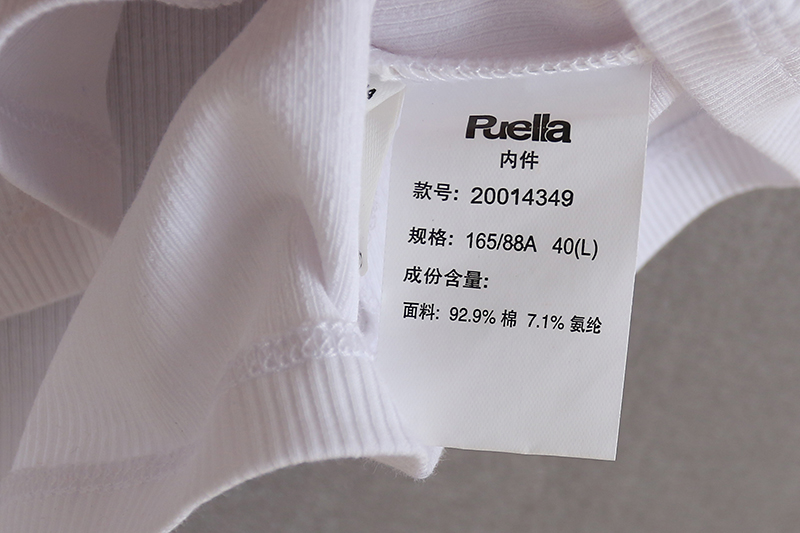 Puella
内件
款号: 20014349
规格: 165/88A 40(L)
成份含量:
面料: 92.9% 棉 7.1% 氨纶